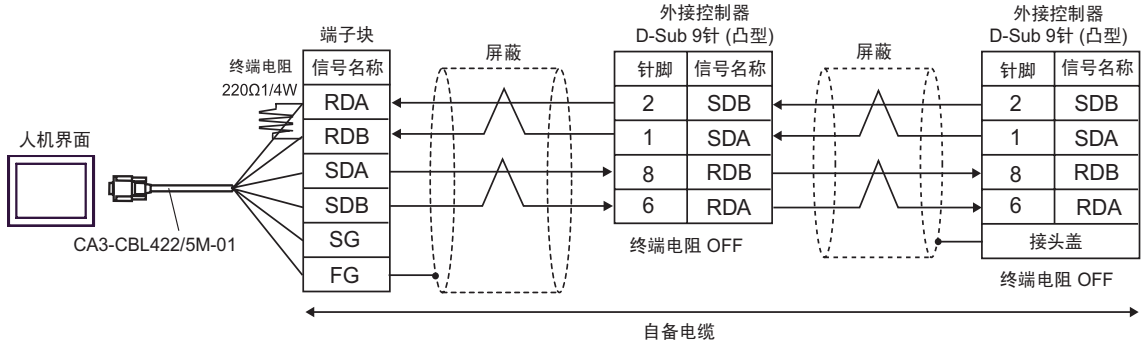 人机界面
CA3-CBL422/5M-01
终端电阻
220Ω1/4W
端子块
信号名称
RDA
RDB
SDA
SDB
SG
FG
屏蔽
外接控制器
D-Sub 9针 (凸型)
针脚 信号名称
2 SDB
1 SDA
8 RDB
6 RDA
终端电阻 OFF
屏蔽
外接控制器
D-Sub 9针 (凸型)
针脚 信号名称
2 SDB
1 SDA
8 RDB
6 RDA
接头盖
终端电阻 OFF
自备电缆